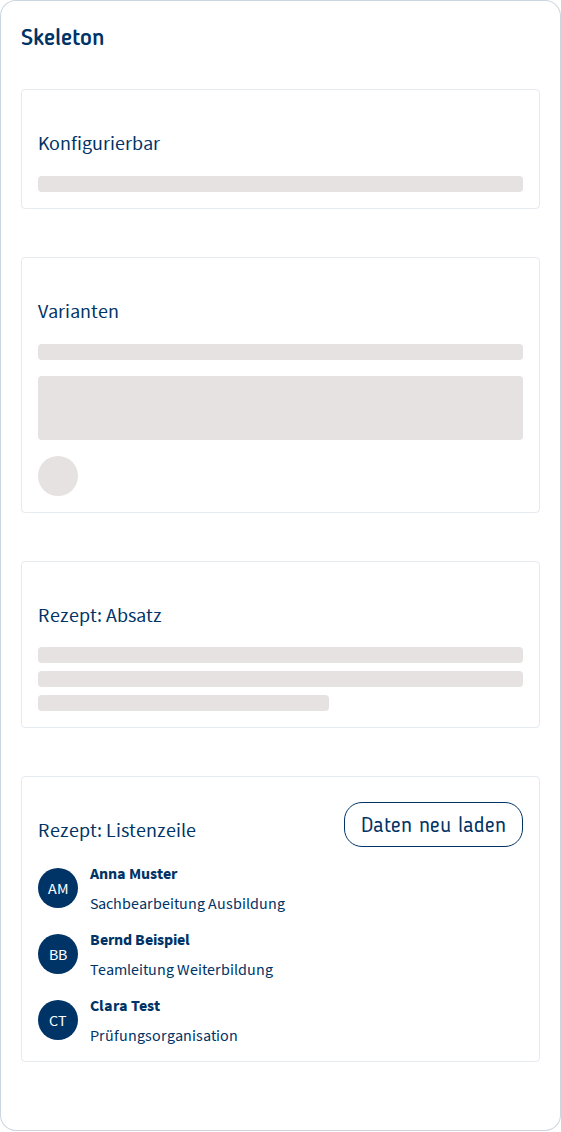 Skeleton
Konfigurierbar
Varianten
Rezept: Absatz
Rezept: Listenzeile
Daten neu laden
AM
Anna Muster
Sachbearbeitung Ausbildung
BB
Bernd Beispiel
Teamleitung Weiterbildung
CT
Clara Test
Prüfungsorganisation